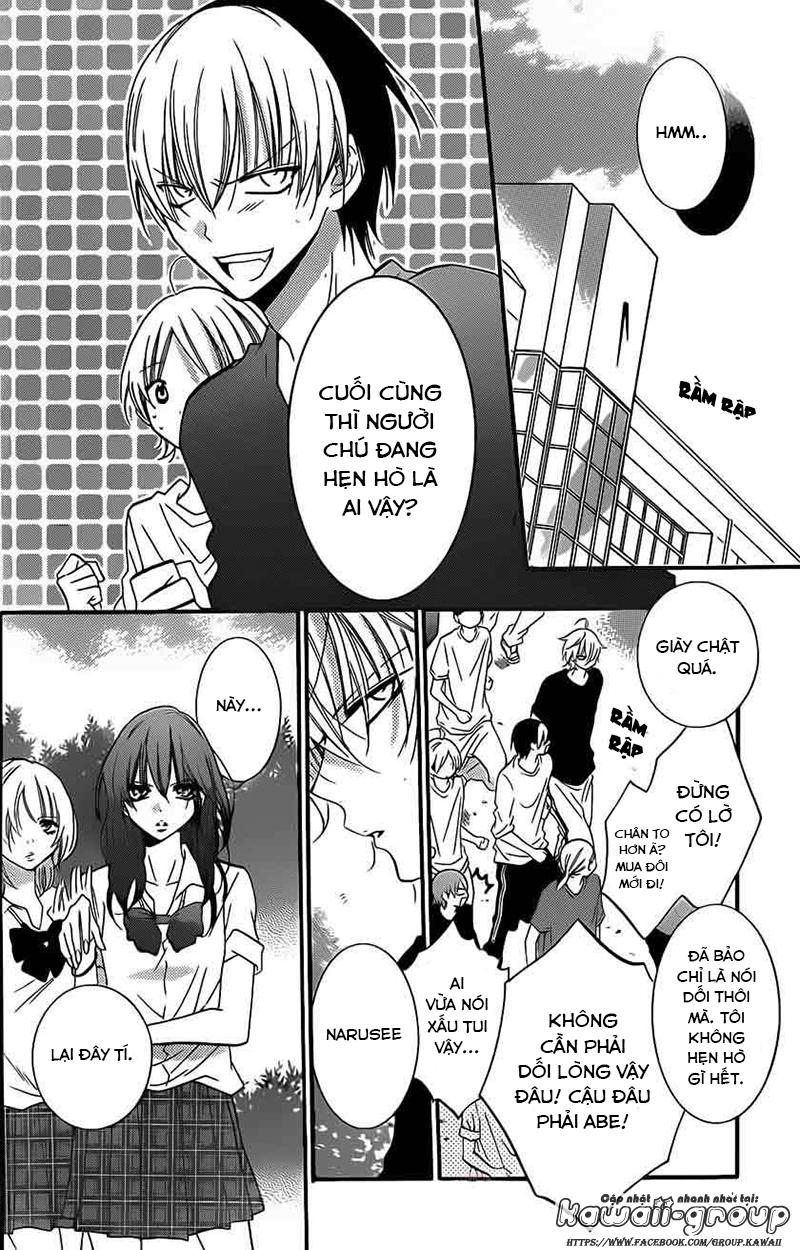 HMM..
RẦM RẬP
CUỐI CÙNG
THÌ NGƯỜI
CHÚ ĐANG
HẸN HÒ LÀ
AI VẬY?
GIÀY CHẬT
QUÁ.
RẦM
RẬP
ĐỪNG
CÓ LỜ
TÔI!
CHÂN TO
HƠN À?
MUA ĐÔI
MỚI ĐI!
ĐÃ BẢO
CHỈ LÀ NÓI
DỐI THÔI
MÀ. TÔI
KHÔNG
HẸN HÒ
GÌ HẾT.
KHÔNG
CẦN PHẢI
DỐI LÒNG VẬY
ĐÂU! CẬU ĐÂU
PHẢI ABE!
AI
VỪA NÓI
XẤU TUI
VẬY...
NARUSEE
NÀY...
LẠI ĐÂY TÍ.
Cập nhật nhanh nhất tại:
kawaii-group
HTTPS://WWW.FACEBOOK.COM/GROUP.KAWAII